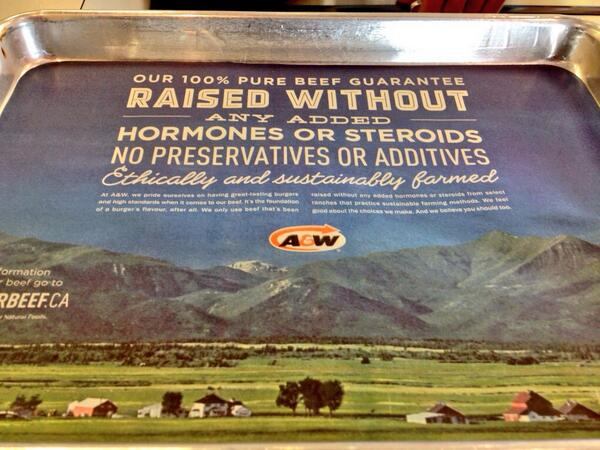 OUR 100% PURE BEEF GUARANTEE
RAISED WITHOUT
ANY ADDED
HORMONES OR STEROIDS
NO PRESERVATIVES OR ADDITIVES
Ethically and sustainably farmed
At A&W, we pride ourselves on having great-tasting burgers
and high standards when it comes to our beef. It's the foundation
of a burger's flavour, after all. We only use beef that's been
raised without any added hormones or steroids from select
ranches that practice sustainable farming methods. We feel
good about the choices we make. And we believe you should too.
A&W
ormation
r beef go to
RBEEF.CA
r Natural Foods.